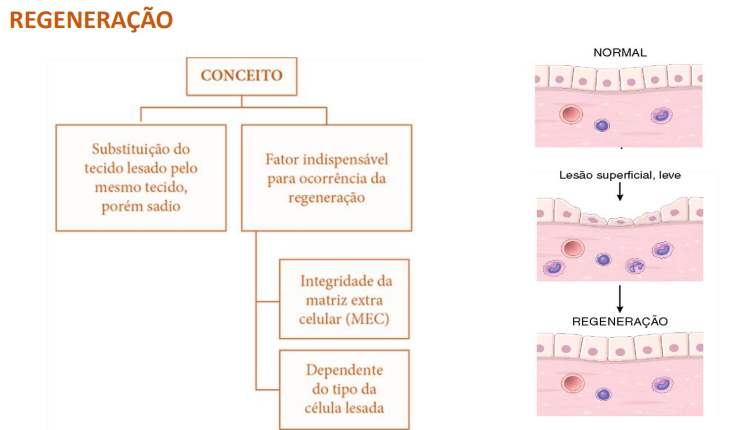 REGENERAÇÃO
CONCEITO
Substituição do
tecido lesado pelo
mesmo tecido,
porém sadio
Fator indispensável
para ocorrência da
regeneração
Integridade da
matriz extra
celular (MEC)
Dependente
do tipo da
célula lesada
NORMAL
Lesão superficial, leve
REGENERAÇÃO